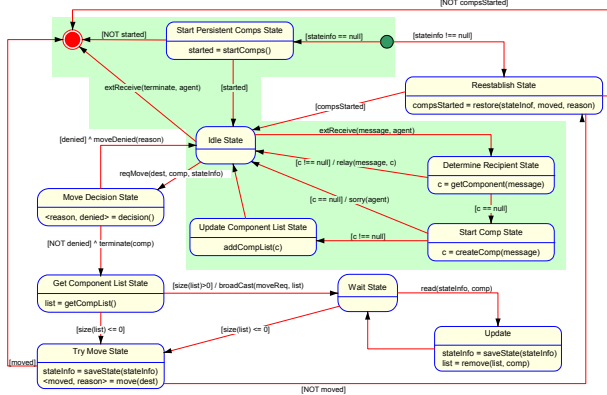 [NOT compsStarted]
Start Persistent Comps State
started = startComps()
[NOT started]
[stateinfo == null]
[stateinfo !== null]
extReceive(terminate, agent)
[started]
Reestablish State
compsStarted = restore(stateInof, moved, reason)
[compsStarted]
[denied] ^ moveDenied(reason)
Idle State
extReceive(message, agent)
[c !== null] / relay(message, c)
Determine Recipient State
c = getComponent(message)
reqMove(dest, comp, stateInfo)
Move Decision State
<reason, denied> = decision()
[c == null] / sorry(agent)
[c == null]
Update Component List State
addCompList(c)
[c !== null]
Start Comp State
c = createComp(message)
[NOT denied] ^ terminate(comp)
Get Component List State
list = getCompList()
[size(list)>0] / broadCast(moveReq, list)
Wait State
read(stateInfo, comp)
[size(list) <= 0]
[size(list) <= 0]
Update
stateInfo = saveState(stateInfo)
list = remove(list, comp)
[moved]
Try Move State
stateInfo = saveState(stateInfo)
<moved, reason> = move(dest)
[NOT moved]